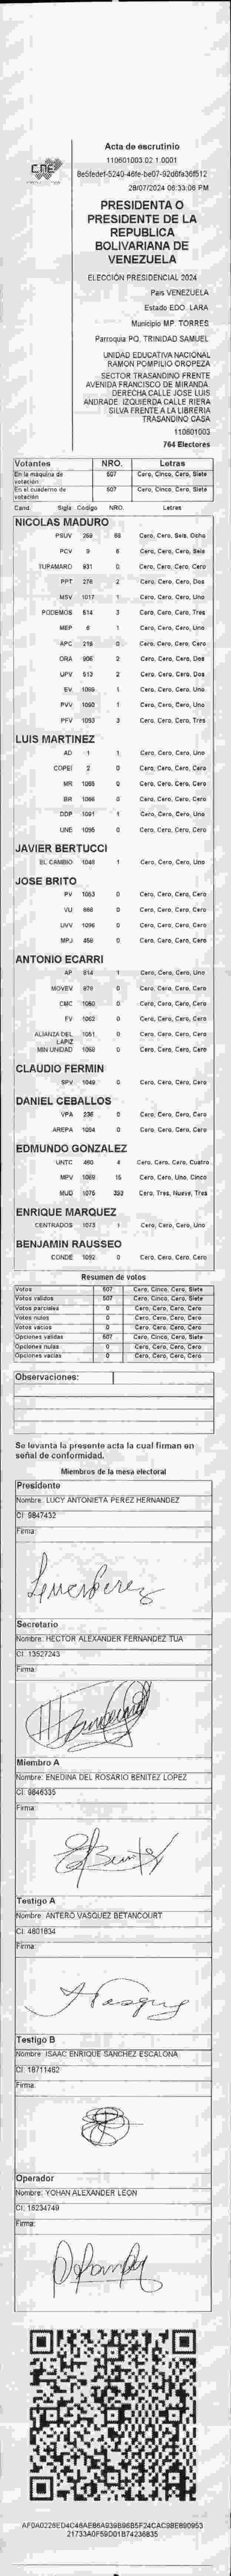 CNE
Acta de escrutinio
110601003.02.1.0001
28/07/2024 06:33:06 PM
PRESIDENTA O
PRESIDENTE DE LA
REPUBLICA
BOLIVARIANA DE
VENEZUELA
ELECCIÓN PRESIDENCIAL 2024
Pais VENEZUELA
Estado EDO. LARA
Municipio MP. TORRES
Parroquia PQ. TRINIDAD SAMUEL
UNIDAD EDUCATIVA NACIONAL
RAMON POMPILIO OROPEZA
SECTOR TRASANDINO FRENTE
AVENIDA FRANCISCO DE MIRANDA.
DERECHA CALLE JOSE LUIS
ANDRADE IZQUIERDA CALLE RIERA
SILVA FRENTE A LA LIBRERIA
TRASANDINO CASA
110601003
764 Electores
Votantes NRO. Letras
En la maquina de votación 507 Cero, Cinco, Cero, Siete
En el cuaderno de votación 507 Cero, Cinco, Cero, Siete
Cand. Sigla Codigo NRO. Letras
NICOLAS MADURO
PSUV 268 68 Cero, Cero, Seis, Ocho
PCV 9 6 Cero, Cero, Cero, Seis
TUPAMARO 931 0 Cero, Cero, Cero, Cero
PPT 276 2 Cero, Cero, Cero, Dos
MSV 1017 1 Cero, Cero, Cero, Uno
PODEMOS 514 3 Cero, Cero, Cero, Tres
MEP 6 1 Cero, Cero, Cero, Uno
APC 218 0 Cero, Cero, Cero, Cero
ORA 906 2 Cero, Cero, Cero, Dos
UPV 513 2 Cero, Cero, Cero, Dos
EV 1069 1 Cero, Cero, Cero, Uno
PVV 1090 1 Cero, Cero, Cero, Uno
PFV 1093 3 Cero, Cero, Cero, Tres
LUIS MARTINEZ
AD 1 1 Cero, Cero, Cero, Uno
COPEI 2 0 Cero, Cero, Cero, Cero
MR 1055 0 Cero, Cero, Cero, Cero
BR 1066 0 Cero, Cero, Cero, Cero
DDP 1091 1 Cero, Cero, Cero, Uno
UNE 1095 0 Cero, Cero, Cero, Cero
JAVIER BERTUCCI
EL CAMBIO 1048 1 Cero, Cero, Cero, Uno
JOSE BRITO
PV 1053 0 Cero, Cero, Cero, Cero
VU 868 0 Cero, Cero, Cero, Cero
UVV 1096 0 Cero, Cero, Cero, Cero
MPJ 458 0 Cero, Cero, Cero, Cero
ANTONIO ECARRI
AP 814 1 Cero, Cero, Cero, Uno
MOVEV 870 0 Cero, Cero, Cero, Cero
CMC 1060 0 Cero, Cero, Cero, Cero
FV 1062 0 Cero, Cero, Cero, Cero
ALIANZA DEL LAPIZ 1051 0 Cero, Cero, Cero, Cero
MIN UNIDAD 1068 0 Cero, Cero, Cero, Cero
CLAUDIO FERMIN
SPV 1049 0 Cero, Cero, Cero, Cero
DANIEL CEBALLOS
VPA 236 0 Cero, Cero, Cero, Cero
AREPA 1054 0 Cero, Cero, Cero, Cero
EDMUNDO GONZALEZ
UNTC 460 4 Cero, Cero, Cero, Cuatro
MPV 1069 15 Cero, Cero, Uno, Cinco
MUD 1075 393 Cero, Tres, Nueve, Tres
ENRIQUE MARQUEZ
CENTRADOS 1073 1 Cero, Cero, Cero, Uno
BENJAMIN RAUSSEO
CONDE 1092 0 Cero, Cero, Cero, Cero
Resumen de votos
Votos 507 Cero, Cinco, Cero, Siete
Votos validos 507 Cero, Cinco, Cero, Siete
Votos parciales 0 Cero, Cero, Cero, Cero
Votos nulos 0 Cero, Cero, Cero, Cero
Votos vacios 0 Cero, Cero, Cero, Cero
Opciones validas 507 Cero, Cinco, Cero, Siete
Opciones nulas 0 Cero, Cero, Cero, Cero
Opciones vacias 0 Cero, Cero, Cero, Cero
Observaciones:
Se levanta la presente acta la cual firman en
señal de conformidad.
Miembros de la mesa electoral
Presidente
Nombre: LUCY ANTONIETA PEREZ HERNANDEZ
CI: 9847432
Firma:
Secretario
Nombre: HECTOR ALEXANDER FERNANDEZ TUA
CI: 13527243
Firma:
Miembro A
Nombre: ENEDINA DEL ROSARIO BENITEZ LOPEZ
CI: 9846335
Firma:
Testigo A
Nombre: ANTERO VASQUEZ BETANCOURT
CI: 4801834
Firma:
Testigo B
Nombre: ISAAC ENRIQUE SANCHEZ ESCALONA
CI: 18711462
Firma:
Operador
Nombre: YOHAN ALEXANDER LEON
CI: 16234749
Firma:
AF0A0226ED4C46AEB6A939B96B5F24CAC98E890953
21733A0F59D01B74236835